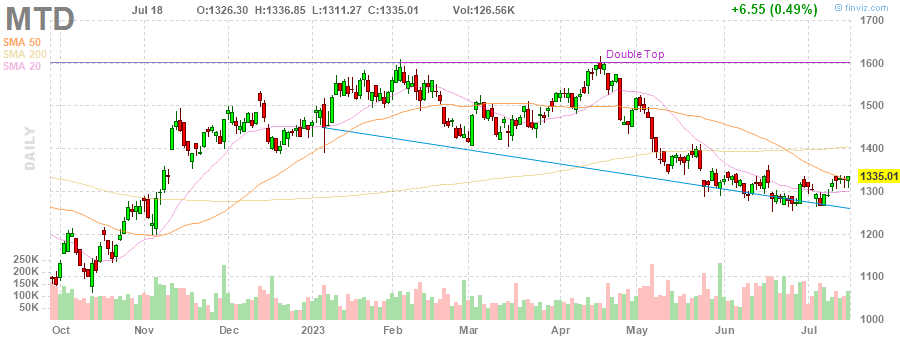 MTD Jul 18 O:1326.30 H:1336.85 L:1311.27 C:1335.01 Vol:126.56K +6.55 (0.49%) © finviz.com
SMA 50
SMA 200
SMA 20
DAILY
Double Top
1700
1600
1500
1400
1335.01
1300
1200
1100
1000
250K
200K
150K
100K
50K
Oct Nov Dec 2023 Feb Mar Apr May Jun Jul